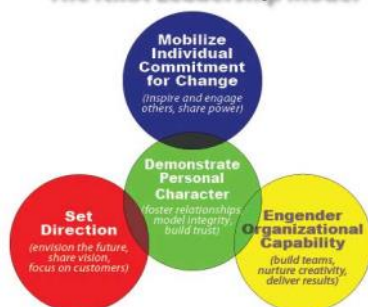 Mobilize
Individual
Commitment
for Change
(Inspire and engage
others, share power)
Demonstrate
Personal
Character
(foster relationships
model integrity,
build trust)
Set
Direction
(envision the future,
share vision,
focus on customers)
Engender
Organizational
Capability
(build teams,
nurture creativity,
deliver results)